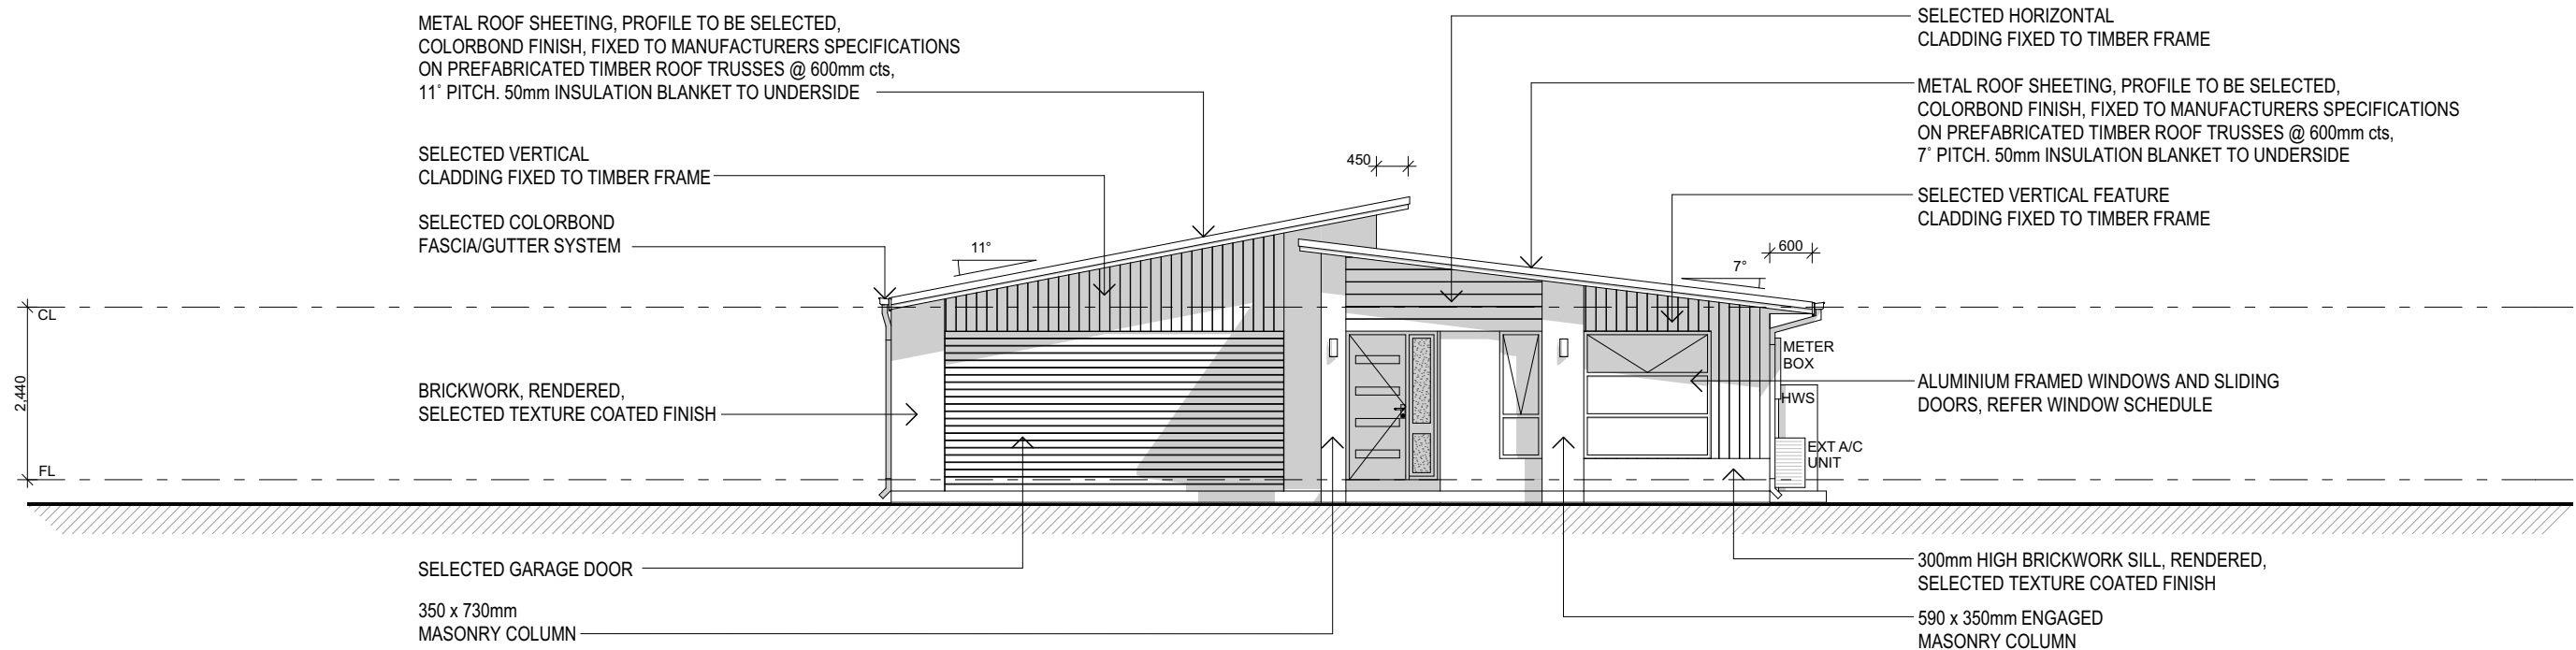 METAL ROOF SHEETING, PROFILE TO BE SELECTED,
COLORBOND FINISH, FIXED TO MANUFACTURERS SPECIFICATIONS
ON PREFABRICATED TIMBER ROOF TRUSSES @ 600mm cts,
11° PITCH. 50mm INSULATION BLANKET TO UNDERSIDE
SELECTED VERTICAL
CLADDING FIXED TO TIMBER FRAME
SELECTED COLORBOND
FASCIA/GUTTER SYSTEM
BRICKWORK, RENDERED,
SELECTED TEXTURE COATED FINISH
SELECTED GARAGE DOOR
350 x 730mm
MASONRY COLUMN
CL
2,440
FL
11°
450
7°
600
METER
BOX
HWS
EXT A/C
UNIT
SELECTED HORIZONTAL
CLADDING FIXED TO TIMBER FRAME
METAL ROOF SHEETING, PROFILE TO BE SELECTED,
COLORBOND FINISH, FIXED TO MANUFACTURERS SPECIFICATIONS
ON PREFABRICATED TIMBER ROOF TRUSSES @ 600mm cts,
7° PITCH. 50mm INSULATION BLANKET TO UNDERSIDE
SELECTED VERTICAL FEATURE
CLADDING FIXED TO TIMBER FRAME
ALUMINIUM FRAMED WINDOWS AND SLIDING
DOORS, REFER WINDOW SCHEDULE
300mm HIGH BRICKWORK SILL, RENDERED,
SELECTED TEXTURE COATED FINISH
590 x 350mm ENGAGED
MASONRY COLUMN